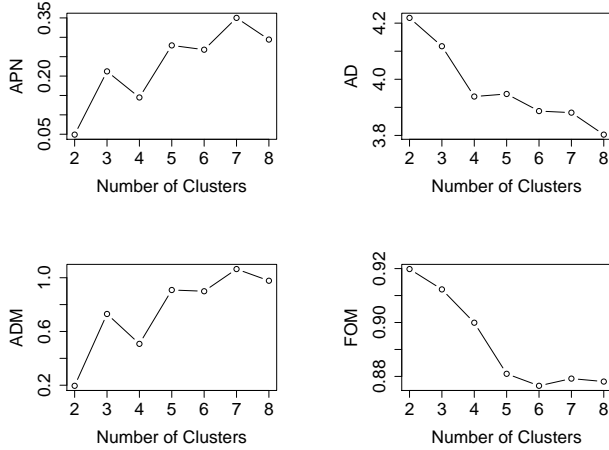 APN
0.05 0.20 0.35
2 3 4 5 6 7 8
Number of Clusters
AD
3.8 4.0 4.2
2 3 4 5 6 7 8
Number of Clusters
ADM
0.2 0.6 1.0
2 3 4 5 6 7 8
Number of Clusters
FOM
0.88 0.90 0.92
2 3 4 5 6 7 8
Number of Clusters